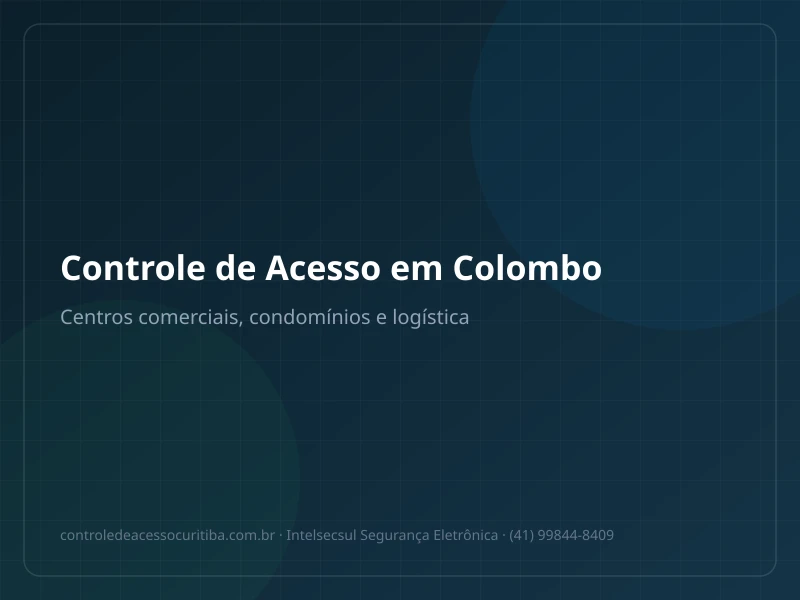 Controle de Acesso em Colombo
Centros comerciais, condomínios e logística
controledeacessocuritiba.com.br · Intelsecsul Segurança Eletrônica · (41) 99844-8409